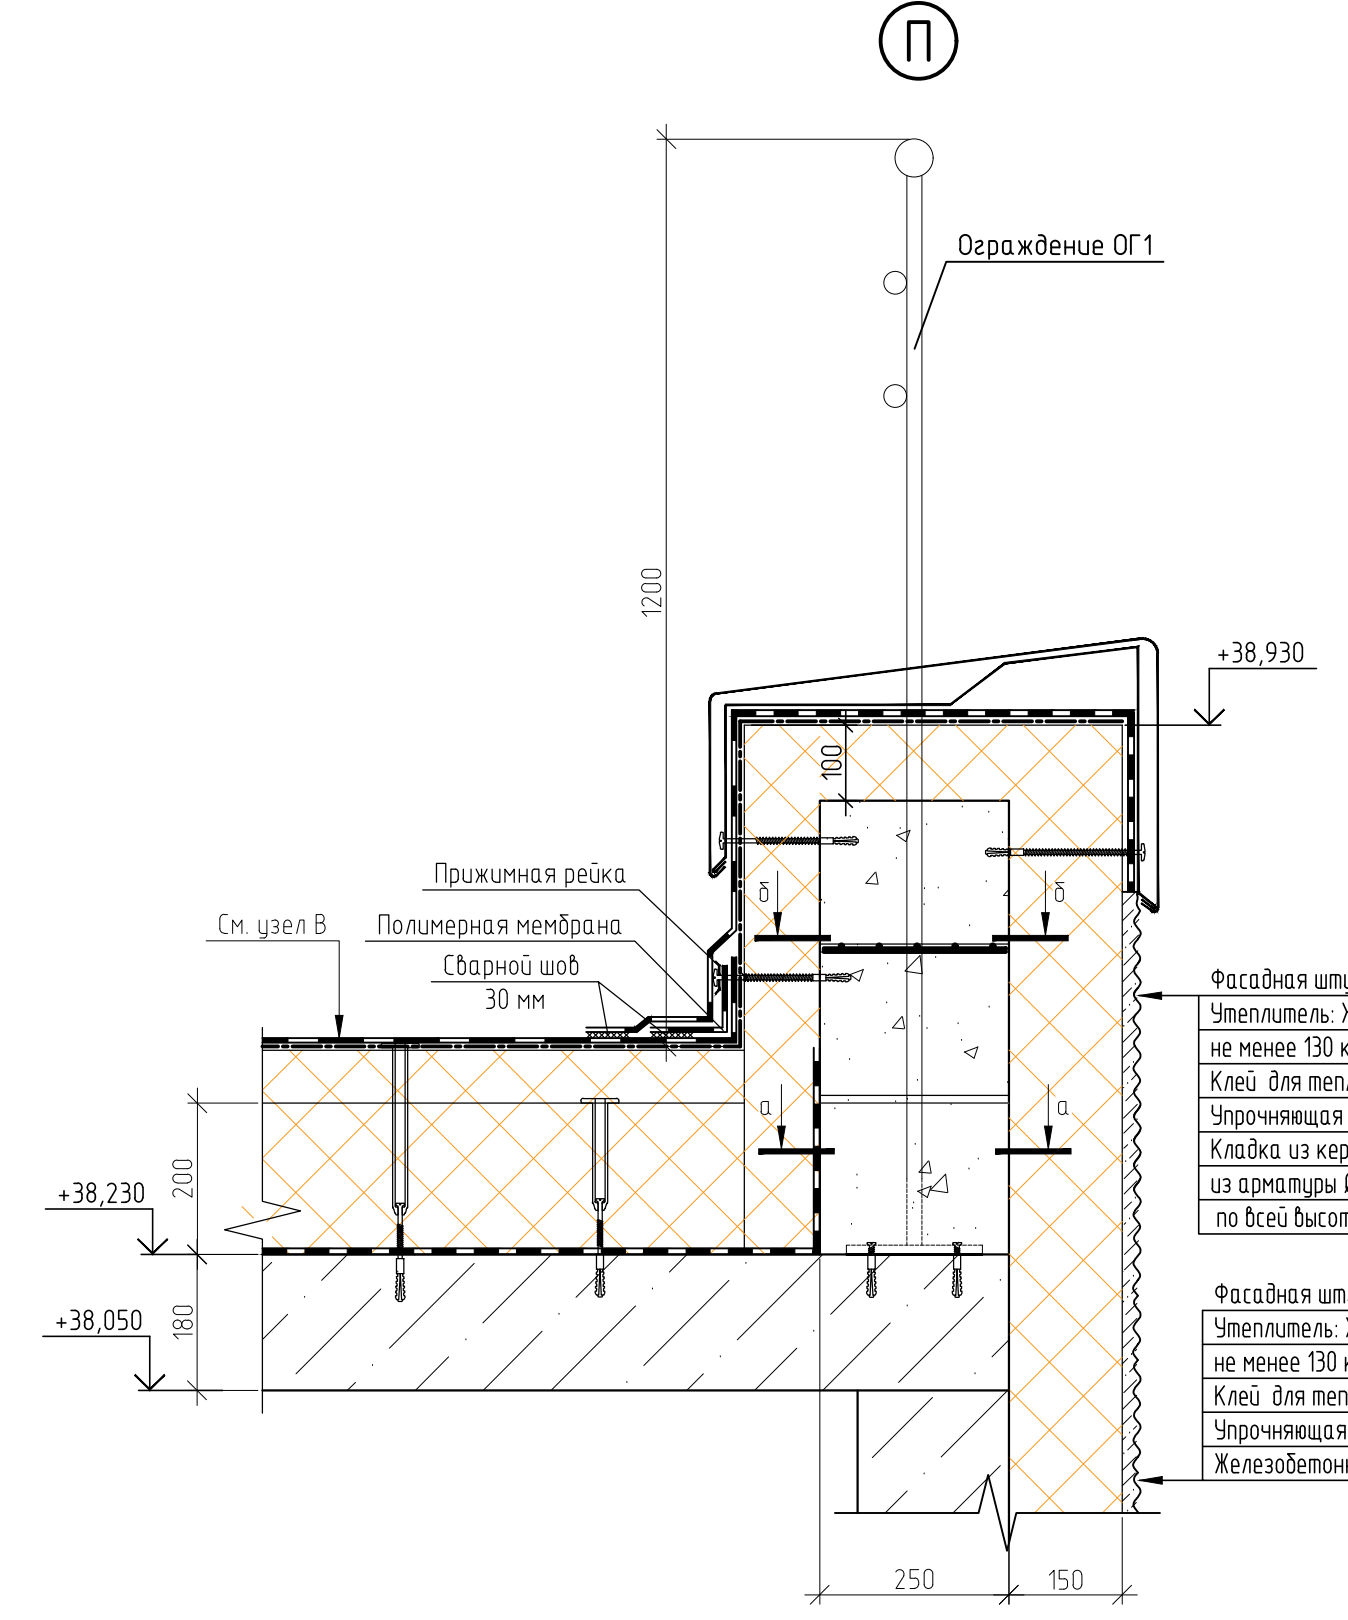 П
Ограждение ОГ1
1200
+38,930
100
Прижимная рейка
б
б
См. узел В
Полимерная мембрана
Сварной шов
30 мм
Фасадная шту
Утеплитель:
не менее 130 к
Клей для теп
Упрочняющая
Кладка из кер
из арматуры
по всей высот
а
а
200
+38,230
180
+38,050
Фасадная шт
Утеплитель:
не менее 130 к
Клей для теп
Упрочняющая
Железобетон
250
150